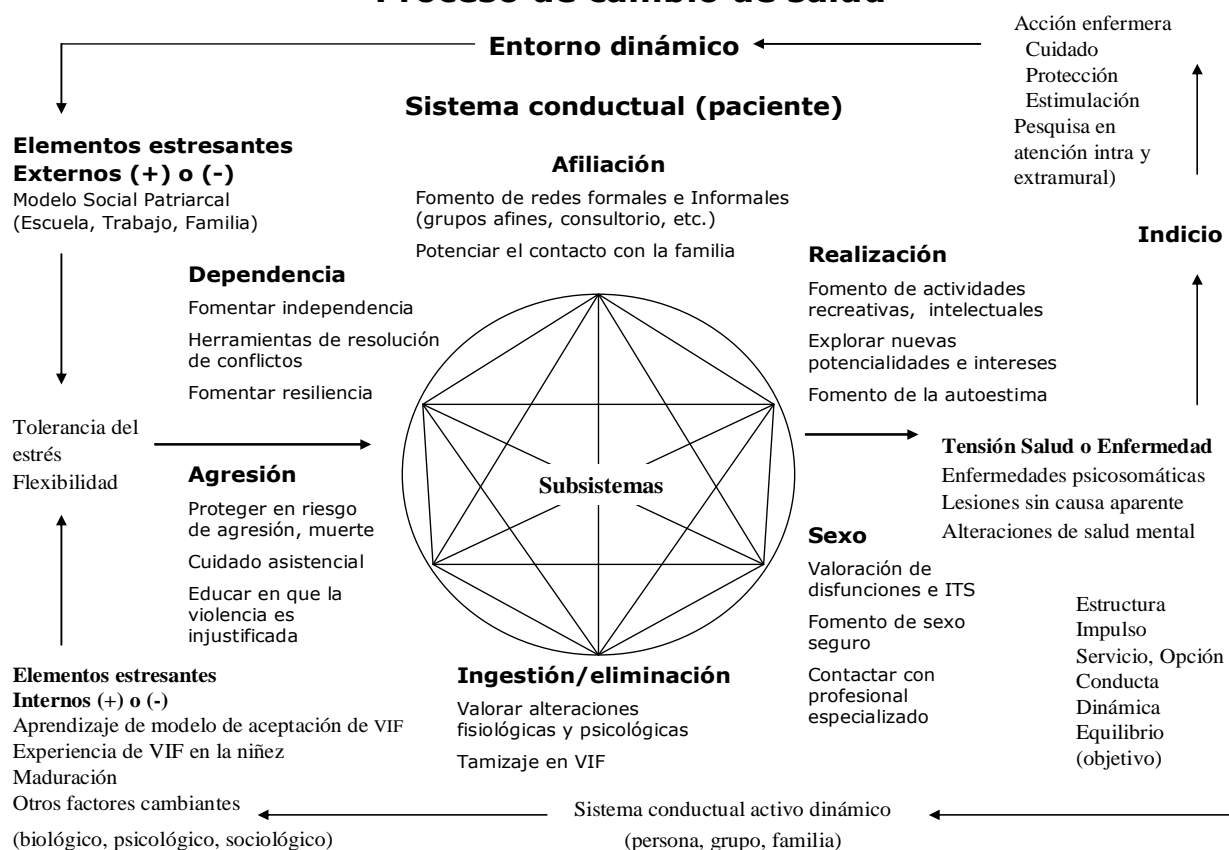 Proceso de cambio de salud
Entorno dinámico
Acción enfermera
Cuidado
Protección
Estimulación
Pesquisa en
atención intra y
extramural)
Sistema conductual (paciente)
Elementos estresantes
Externos (+) o (-)
Modelo Social Patriarcal
(Escuela, Trabajo, Familia)
Afiliación
Fomento de redes formales e Informales
(grupos afines, consultorio, etc.)
Potenciar el contacto con la familia
Indicio
Dependencia
Fomentar independencia
Herramientas de resolución
de conflictos
Fomentar resiliencia
Realización
Fomento de actividades
recreativas, intelectuales
Explorar nuevas
potencialidades e intereses
Fomento de la autoestima
Tolerancia del
estrés
Flexibilidad
Agresión
Proteger en riesgo
de agresión, muerte
Cuidado asistencial
Educar en que la
violencia es
injustificada
Subsistemas
Tensión Salud o Enfermedad
Enfermedades psicosomáticas
Lesiones sin causa aparente
Alteraciones de salud mental
Sexo
Valoración de
disfunciones e ITS
Fomento de sexo
seguro
Contactar con
profesional
especializado
Estructura
Impulso
Servicio, Opción
Conducta
Dinámica
Equilibrio
(objetivo)
Elementos estresantes
Internos (+) o (-)
Aprendizaje de modelo de aceptación de VIF
Experiencia de VIF en la niñez
Maduración
Otros factores cambiantes
(biológico, psicológico, sociológico)
Ingestión/eliminación
Valorar alteraciones
fisiológicas y psicológicas
Tamizaje en VIF
Sistema conductual activo dinámico
(persona, grupo, familia)